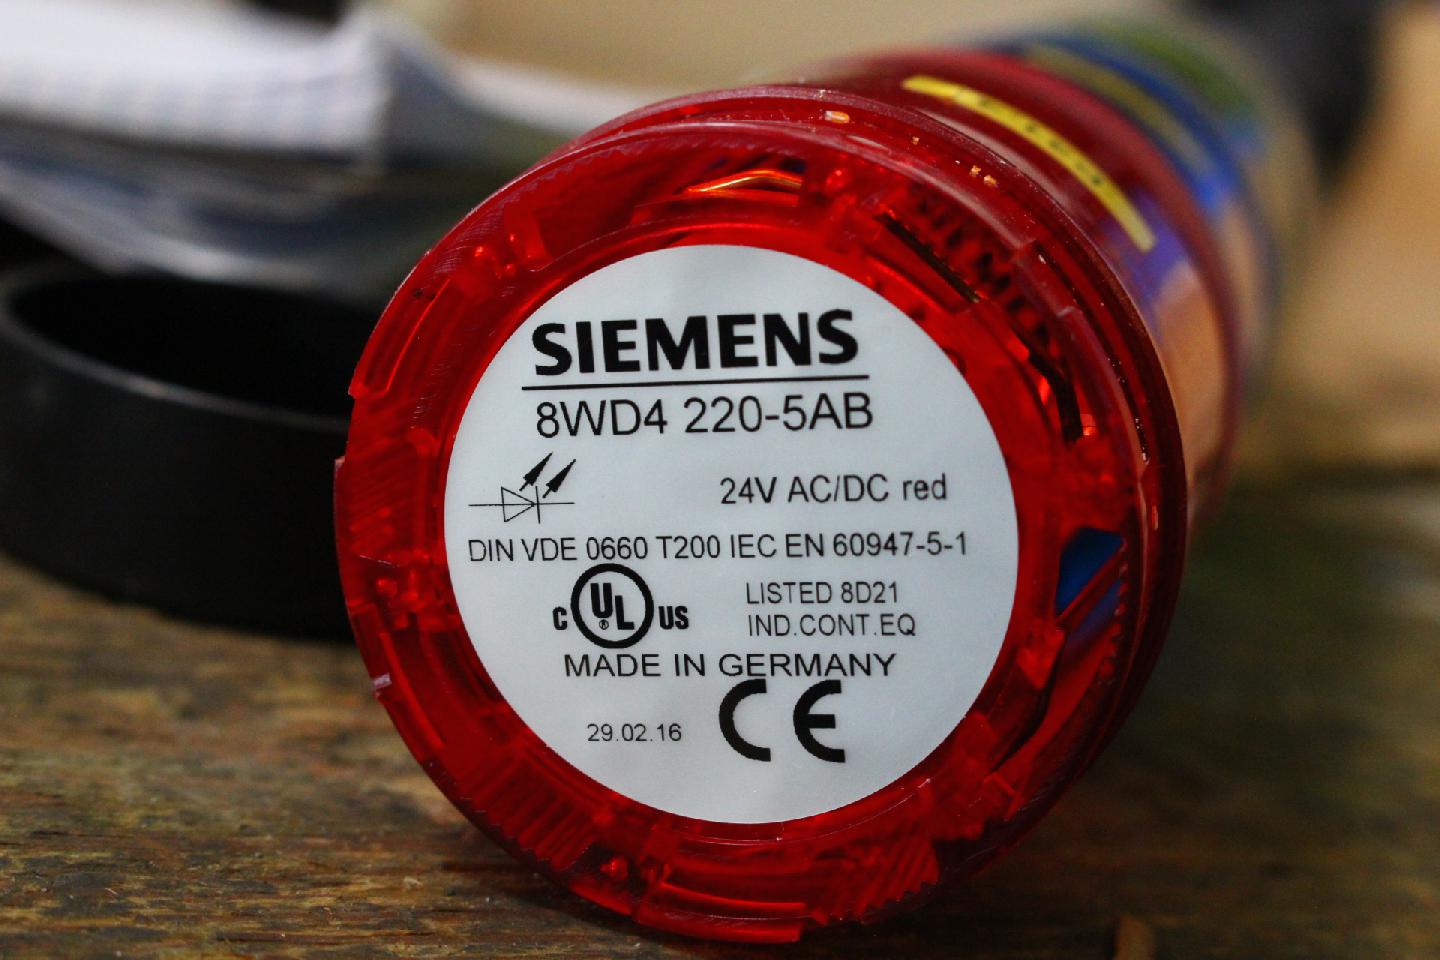 SIEMENS
8WD4 220-5AB
24V AC/DC red
DIN VDE 0660 T200 IEC EN 60947-5-1
C UL ® US LISTED 8D21
IND.CONT.EQ
MADE IN GERMANY
29.02.16 CE
SIEMENS